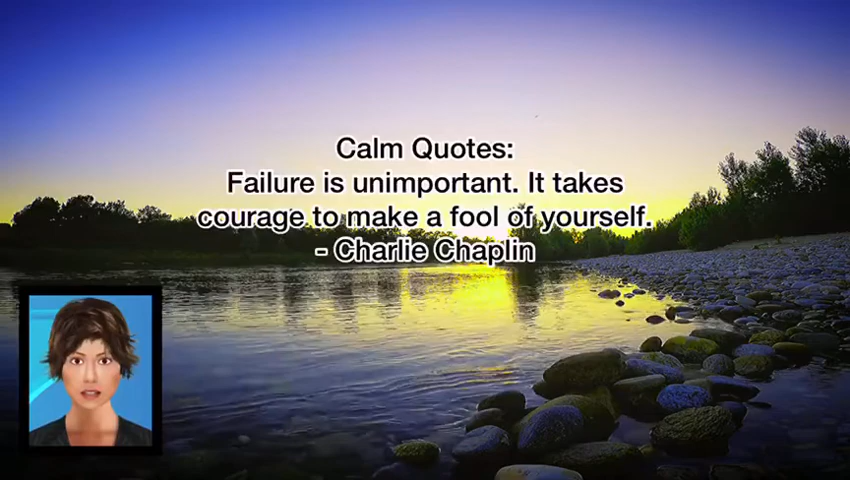 Calm Quotes:
Failure is unimportant. It takes
courage to make a fool of yourself.
- Charlie Chaplin